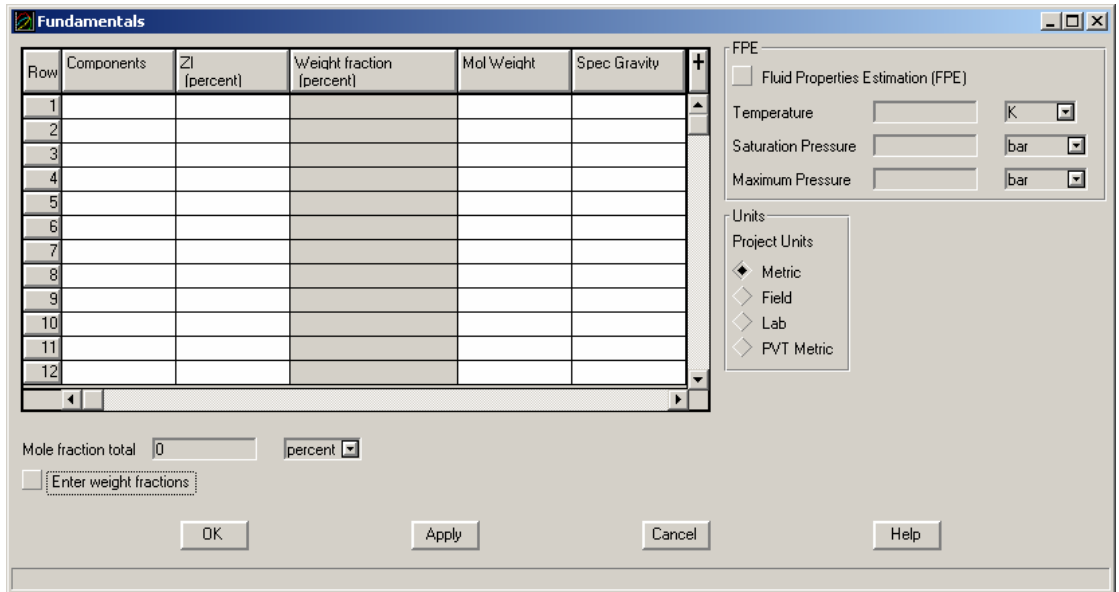 Fundamentals
Row Components ZI (percent) Weight fraction (percent) Mol Weight Spec Gravity +
1
2
3
4
5
6
7
8
9
10
11
12
FPE
Fluid Properties Estimation (FPE)
Temperature K
Saturation Pressure bar
Maximum Pressure bar
Units
Project Units
Metric
Field
Lab
PVT Metric
Mole fraction total 0 percent
Enter weight fractions
OK Apply Cancel Help